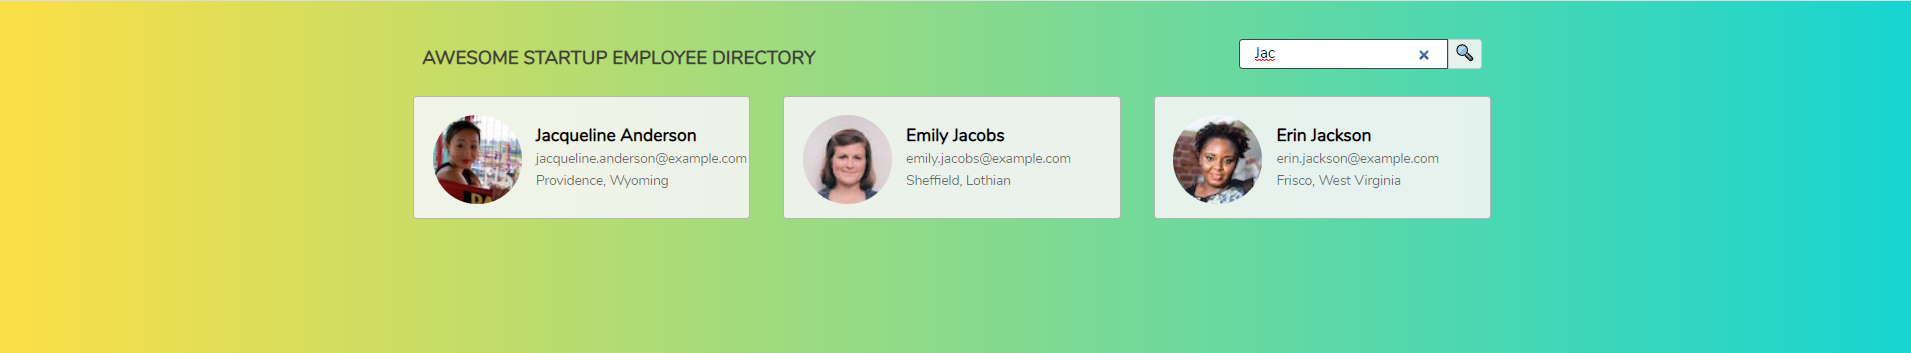 AWESOME STARTUP EMPLOYEE DIRECTORY
Jac
Jacqueline Anderson
jacqueline.anderson@example.com
Providence, Wyoming
Emily Jacobs
emily.jacobs@example.com
Sheffield, Lothian
Erin Jackson
erin.jackson@example.com
Frisco, West Virginia